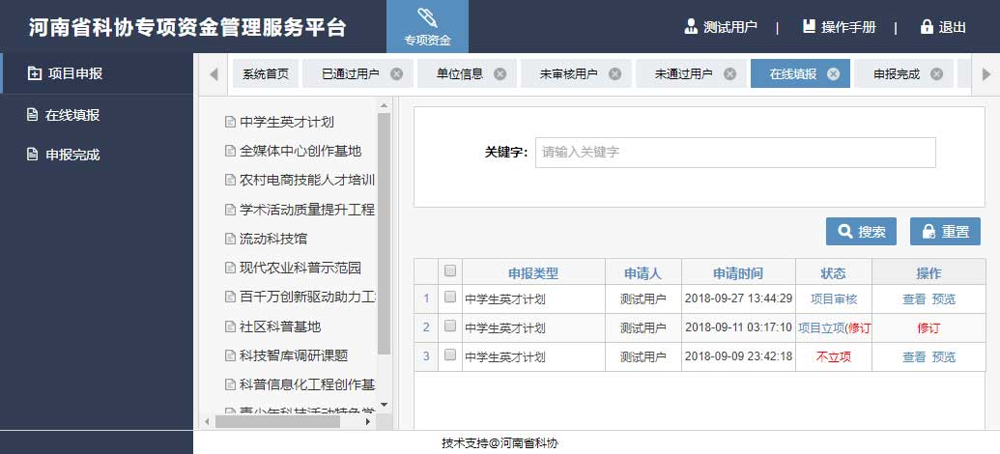 河南省科协专项资金管理服务平台
专项资金
测试用户 | 操作手册 | 退出
项目申报
在线填报
申报完成
系统首页 已通过用户 单位信息 未审核用户 未通过用户 在线填报 申报完成
中学生英才计划
全媒体中心创作基地
农村电商技能人才培训
学术活动质量提升工程
流动科技馆
现代农业科普示范园
百千万创新驱动助力工
社区科普基地
科技智库调研课题
科普信息化工程创作基
青少年科技活动特色学
关键字: 请输入关键字
搜索 重置
申报类型 申请人 申请时间 状态 操作
1 中学生英才计划 测试用户 2018-09-27 13:44:29 项目审核 查看 预览
2 中学生英才计划 测试用户 2018-09-11 03:17:10 项目立项(修订 修订
3 中学生英才计划 测试用户 2018-09-09 23:42:18 不立项 查看 预览
技术支持@河南省科协